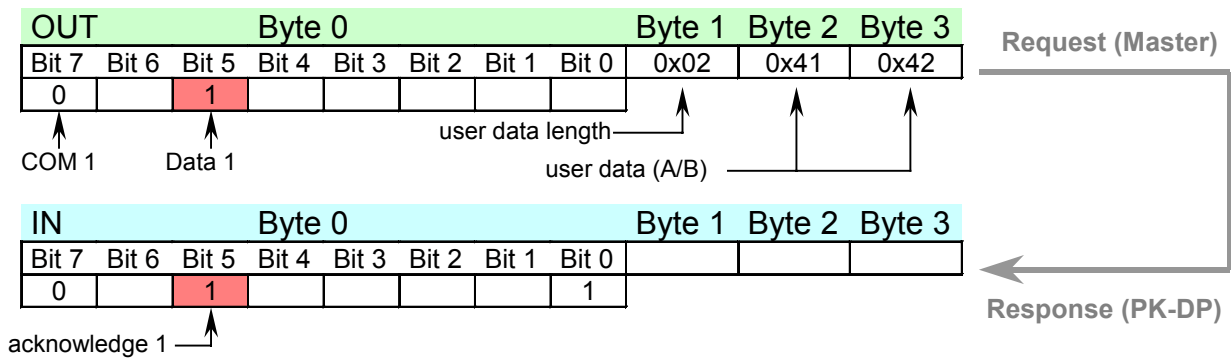 OUT Byte 0 Byte 1 Byte 2 Byte 3
Request (Master)
Bit 7 Bit 6 Bit 5 Bit 4 Bit 3 Bit 2 Bit 1 Bit 0 0x02 0x41 0x42
0 1
user data length
COM 1 Data 1 user data (A/B)
IN Byte 0 Byte 1 Byte 2 Byte 3
Bit 7 Bit 6 Bit 5 Bit 4 Bit 3 Bit 2 Bit 1 Bit 0
0 1 1
Response (PK-DP)
acknowledge 1